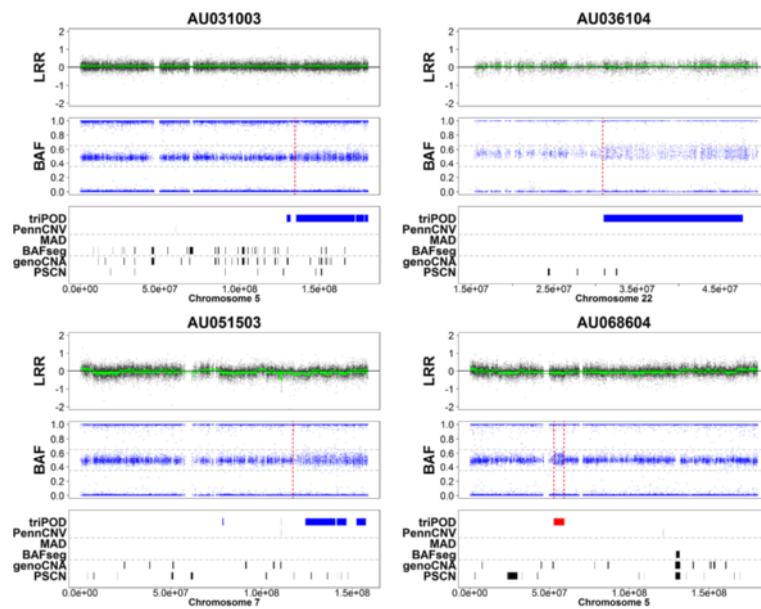 AU031003
LRR
2
1
0
-1
-2
BAF
1.0
0.8
0.6
0.4
0.2
0.0
triPOD
PennCNV
MAD
BAFseg
genoCNA
PSCN
0.0e+00 5.0e+07 1.0e+08 1.5e+08
Chromosome 5
AU036104
LRR
2
1
0
-1
-2
BAF
1.0
0.8
0.6
0.4
0.2
0.0
triPOD
PennCNV
MAD
BAFseg
genoCNA
PSCN
1.5e+07 2.5e+07 3.5e+07 4.5e+07
Chromosome 22
AU051503
LRR
2
1
0
-1
-2
BAF
1.0
0.8
0.6
0.4
0.2
0.0
triPOD
PennCNV
MAD
BAFseg
genoCNA
PSCN
0.0e+00 5.0e+07 1.0e+08 1.5e+08
Chromosome 7
AU068604
LRR
2
1
0
-1
-2
BAF
1.0
0.8
0.6
0.4
0.2
0.0
triPOD
PennCNV
MAD
BAFseg
genoCNA
PSCN
0.0e+00 5.0e+07 1.0e+08 1.5e+08
Chromosome 5